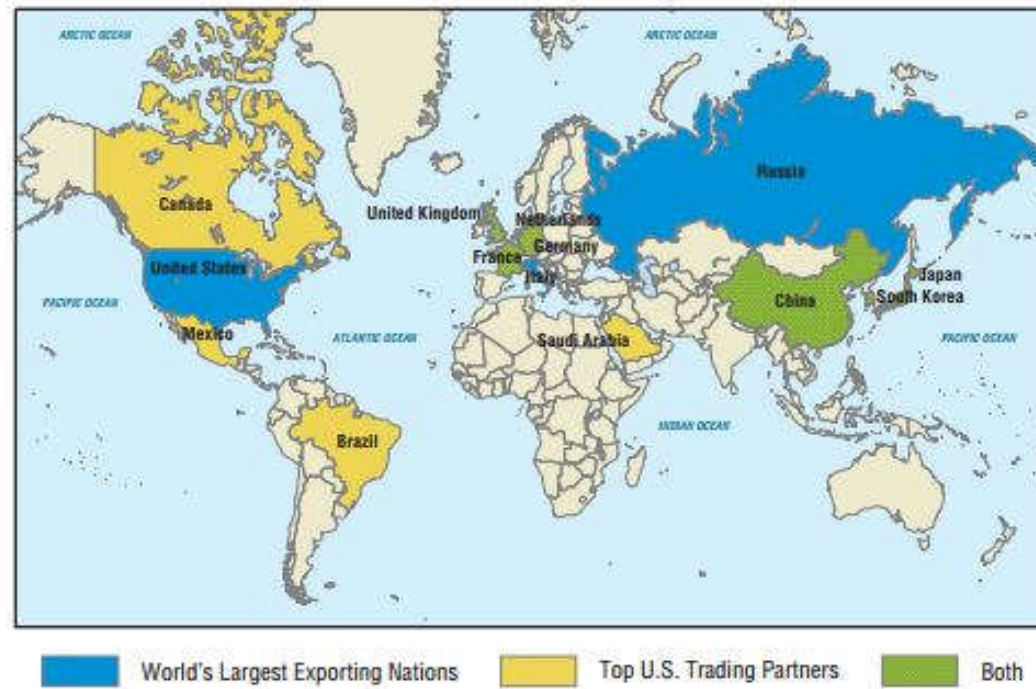 ARCTIC OCEAN
ARCTIC OCEAN
Russia
Canada
United Kingdom
Netherlands
Germany
France
United States
Italy
Japan
China
South Korea
PACIFIC OCEAN
Mexico
ATLANTIC OCEAN
Saudi Arabia
PACIFIC OCEAN
INDIAN OCEAN
Brazil
World's Largest Exporting Nations
Top U.S. Trading Partners
Both